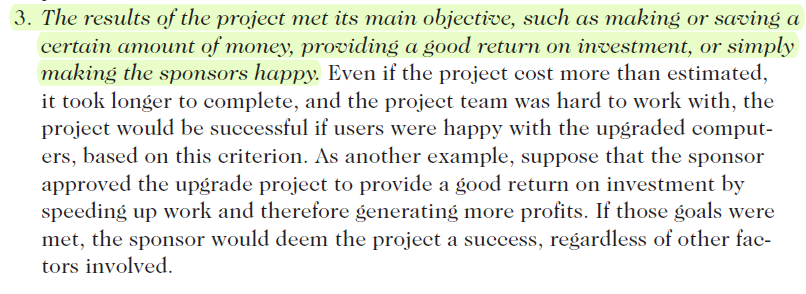 3. The results of the project met its main objective, such as making or saving a
certain amount of money, providing a good return on investment, or simply
making the sponsors happy. Even if the project cost more than estimated,
it took longer to complete, and the project team was hard to work with, the
project would be successful if users were happy with the upgraded comput-
ers, based on this criterion. As another example, suppose that the sponsor
approved the upgrade project to provide a good return on investment by
speeding up work and therefore generating more profits. If those goals were
met, the sponsor would deem the project a success, regardless of other fac-
tors involved.